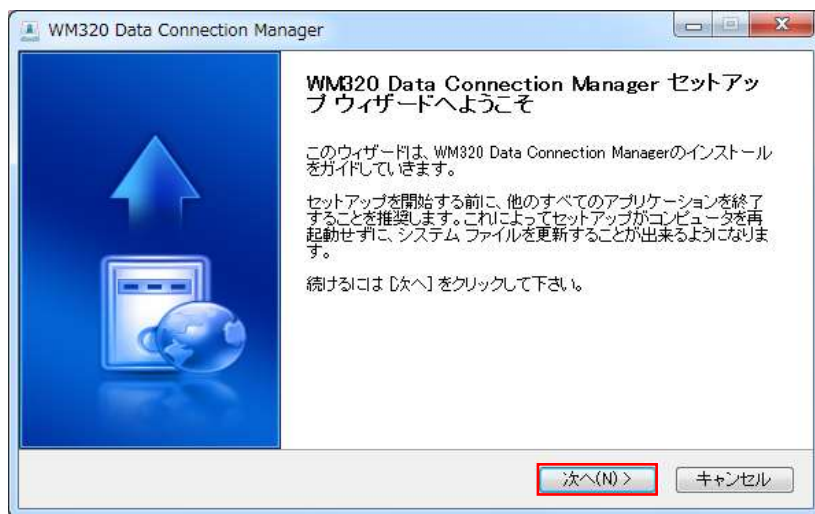 WM320 Data Connection Manager
WM320 Data Connection Manager セットアッ
プ ウィザードへようこそ
このウィザードは、WM320 Data Connection Managerのインストール
をガイドしていきます。
セットアップを開始する前に、他のすべてのアプリケーションを終了
することを推奨します。これによってセットアップがコンピュータを再
起動せずに、システム ファイルを更新することが出来るようになりま
す。
続けるには [次へ] をクリックして下さい。
次へ(N) >
キャンセル